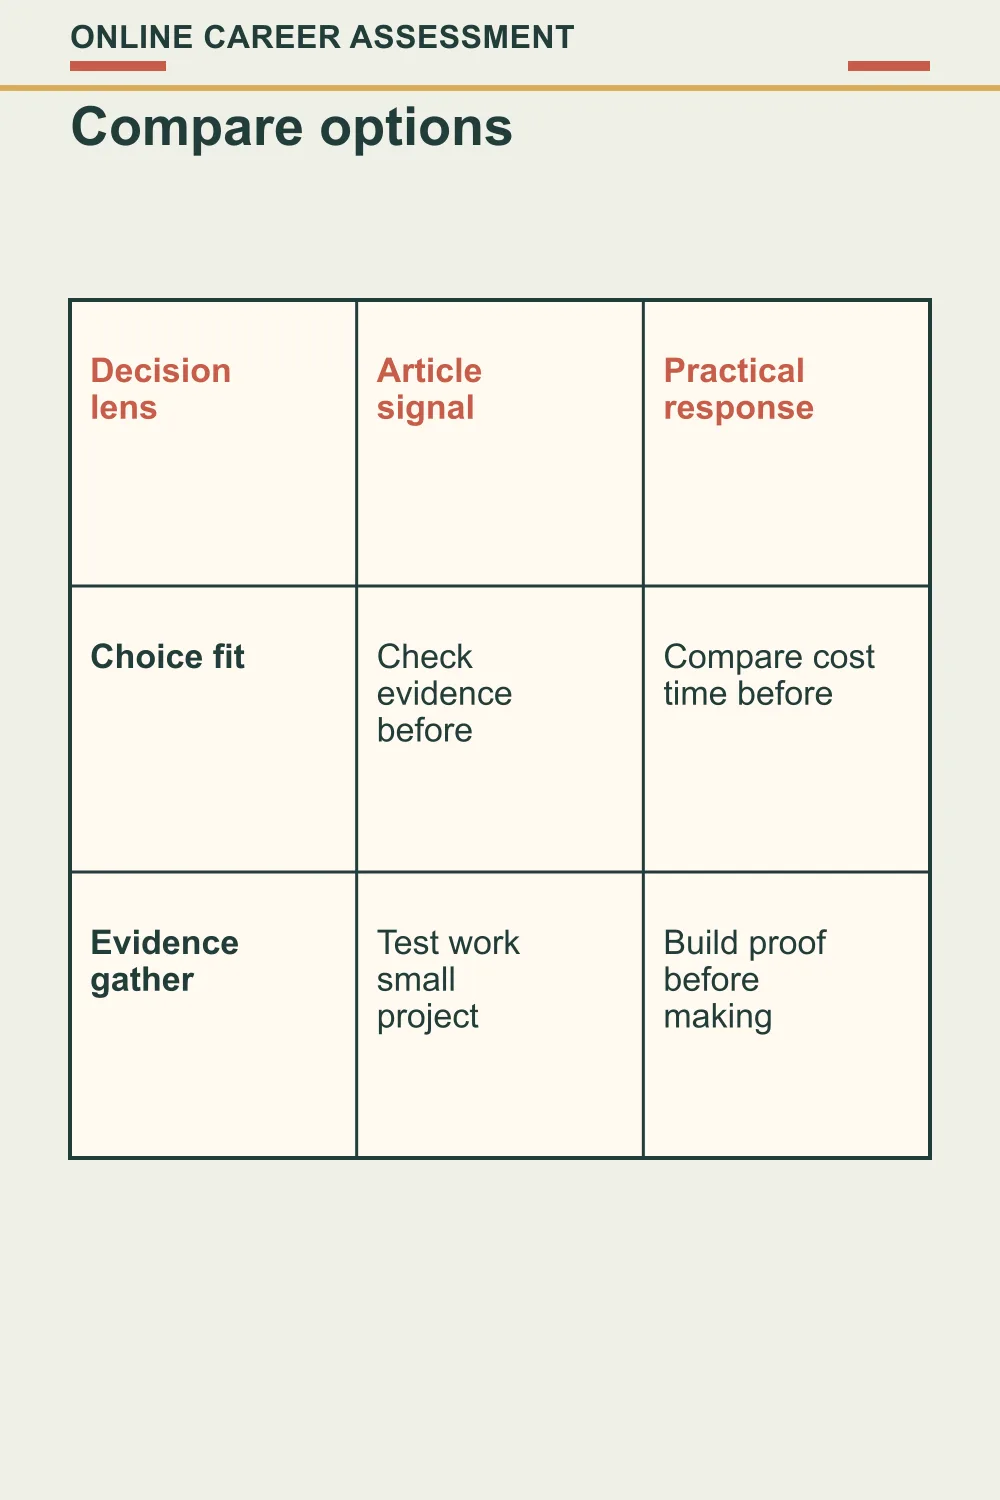 ONLINE CAREER ASSESSMENT
Compare options
Decision
lens
Article
signal
Practical
response
Choice fit
Check
evidence
before
Compare cost
time before
Evidence
gather
Test work
small
project
Build proof
before
making